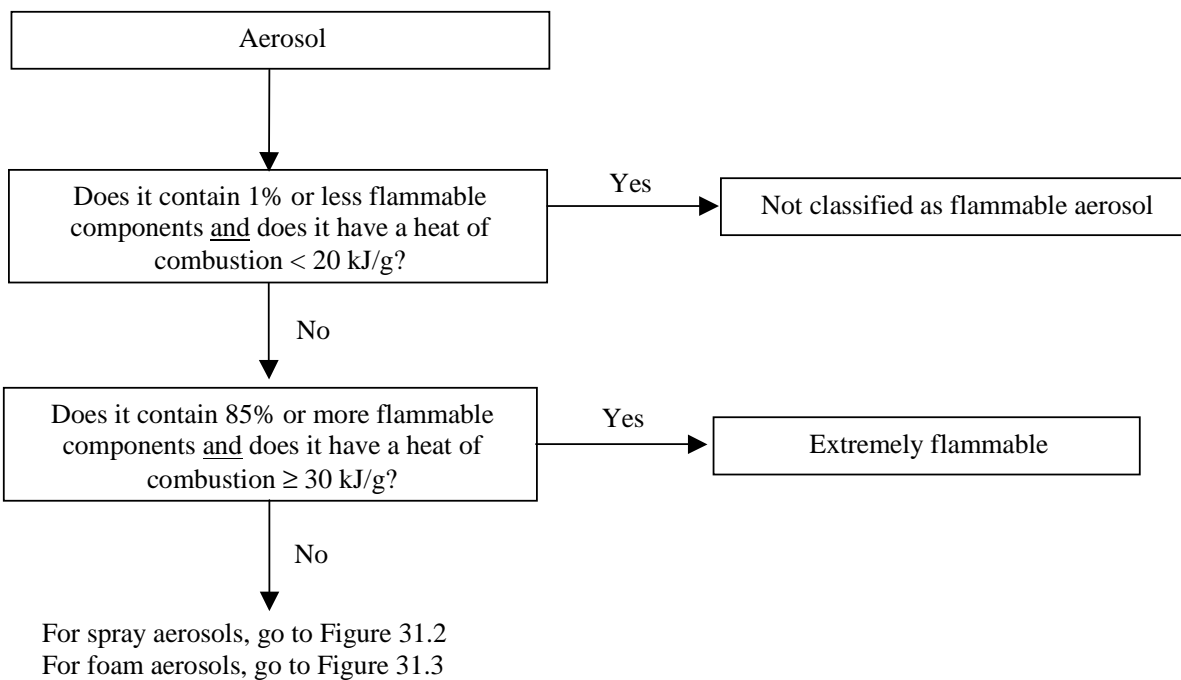 Aerosol
Does it contain 1% or less flammable
components and does it have a heat of
combustion < 20 kJ/g?
Yes
Not classified as flammable aerosol
No
Does it contain 85% or more flammable
components and does it have a heat of
combustion ≥ 30 kJ/g?
Yes
Extremely flammable
No
For spray aerosols, go to Figure 31.2
For foam aerosols, go to Figure 31.3